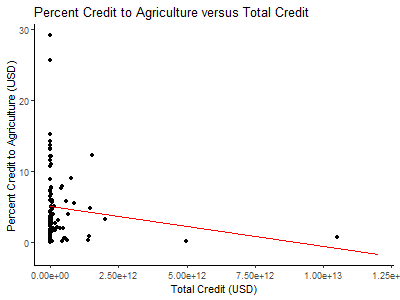 Percent Credit to Agriculture versus Total Credit
Percent Credit to Agriculture (USD)
30
20
10
0
0.00e+00 2.50e+12 5.00e+12 7.50e+12 1.00e+13 1.25e+
Total Credit (USD)